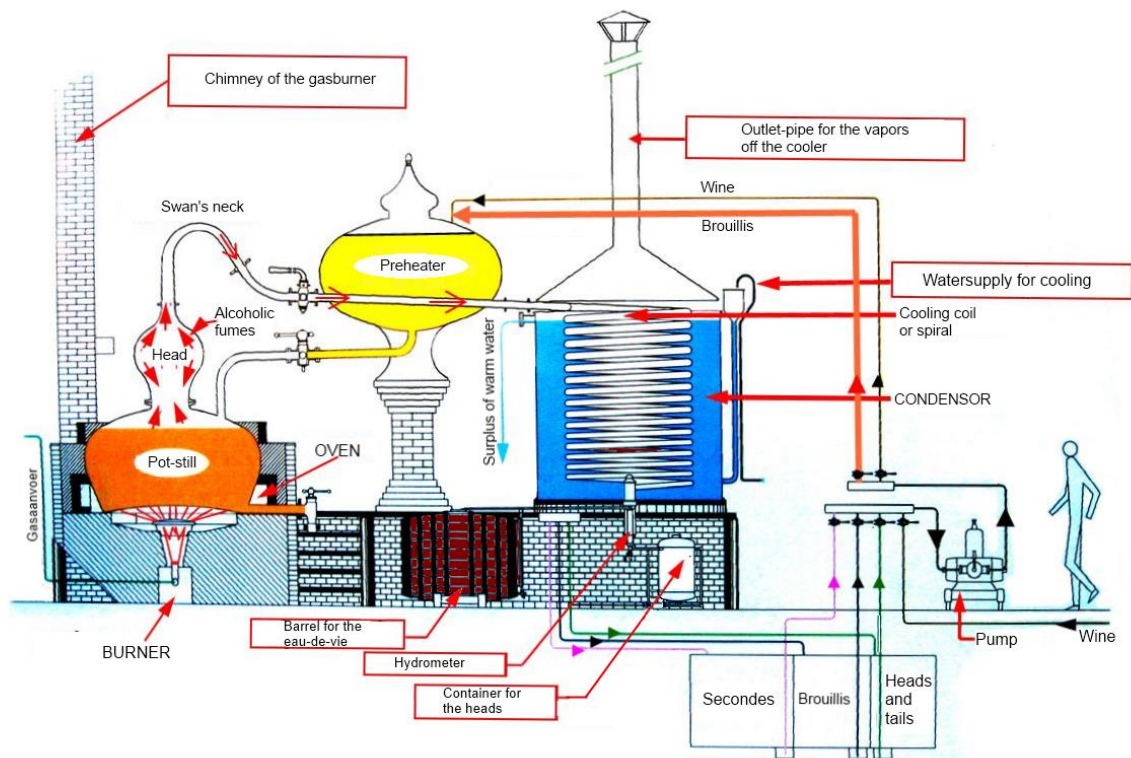 Chimney of the gasburner
Outlet-pipe for the vapors
off the cooler
Wine
Swan's neck
Brouillis
Preheater
Watersupply for cooling
Alcoholic
fumes
Cooling coil
or spiral
Head
Surplus of warm water
CONDENSOR
OVEN
Pot-still
Gasaanvoer
Barrel for the
eau-de-vie
BURNER
Pump
Wine
Hydrometer
Container for
the heads
Secondes
Brouillis
Heads
and
tails